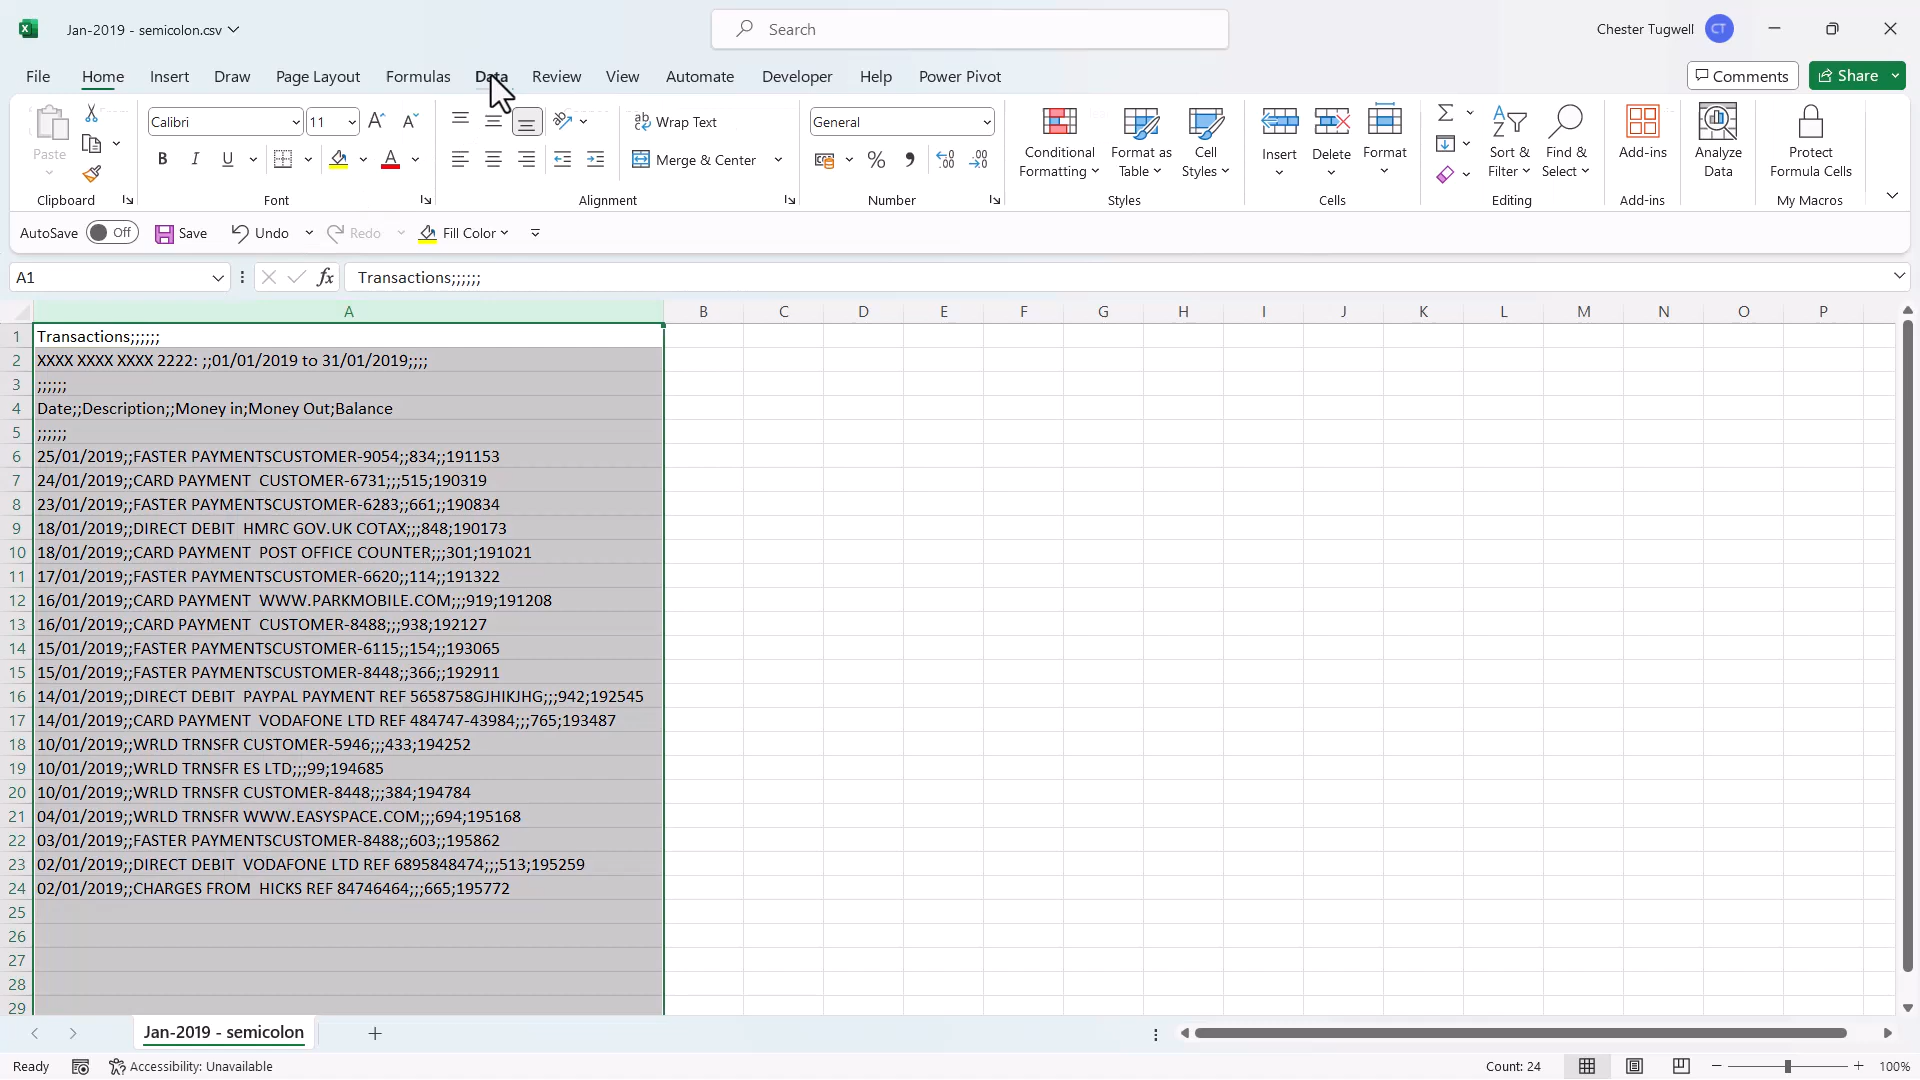 Jan-2019 - semicolon.csv
Search
Chester Tugwell
CT
File Home Insert Draw Page Layout Formulas Data Review View Automate Developer Help Power Pivot
Comments
Share
Paste
Clipboard
Calibri
11
B I U
Font
Wrap Text
Merge & Center
Alignment
General
Number
Conditional Formatting
Format as Table
Cell Styles
Styles
Insert
Delete
Format
Cells
Sort & Filter
Find & Select
Editing
Add-ins
Add-ins
Analyze Data
Protect Formula Cells
My Macros
AutoSave Off Save Undo Redo Fill Color
A1
fx
Transactions;;;;;;
A B C D E F G H I J K L M N O P
1 Transactions;;;;;;
2 XXXX XXXX XXXX 2222: ;;01/01/2019 to 31/01/2019;;;;
3 ;;;;;;
4 Date;;Description;;Money in;Money Out;Balance
5 ;;;;;;
6 25/01/2019;;FASTER PAYMENTSCUSTOMER-9054;;834;;191153
7 24/01/2019;;CARD PAYMENT  CUSTOMER-6731;;;515;190319
8 23/01/2019;;FASTER PAYMENTSCUSTOMER-6283;;661;;190834
9 18/01/2019;;DIRECT DEBIT  HMRC GOV.UK COTAX;;;848;190173
10 18/01/2019;;CARD PAYMENT  POST OFFICE COUNTER;;;301;191021
11 17/01/2019;;FASTER PAYMENTSCUSTOMER-6620;;114;;191322
12 16/01/2019;;CARD PAYMENT  WWW.PARKMOBILE.COM;;;919;191208
13 16/01/2019;;CARD PAYMENT  CUSTOMER-8488;;;938;192127
14 15/01/2019;;FASTER PAYMENTSCUSTOMER-6115;;154;;193065
15 15/01/2019;;FASTER PAYMENTSCUSTOMER-8448;;366;;192911
16 14/01/2019;;DIRECT DEBIT  PAYPAL PAYMENT REF 5658758GJHIKJHG;;;942;192545
17 14/01/2019;;CARD PAYMENT  VODAFONE LTD REF 484747-43984;;;765;193487
18 10/01/2019;;WRLD TRNSFR CUSTOMER-5946;;;433;194252
19 10/01/2019;;WRLD TRNSFR ES LTD;;;99;194685
20 10/01/2019;;WRLD TRNSFR CUSTOMER-8448;;;384;194784
21 04/01/2019;;WRLD TRNSFR WWW.EASYSPACE.COM;;;694;195168
22 03/01/2019;;FASTER PAYMENTSCUSTOMER-8488;;603;;195862
23 02/01/2019;;DIRECT DEBIT  VODAFONE LTD REF 6895848474;;;513;195259
24 02/01/2019;;CHARGES FROM  HICKS REF 84746464;;;665;195772
25
26
27
28
29
Jan-2019 - semicolon
Ready
Accessibility: Unavailable
Count: 24
100%